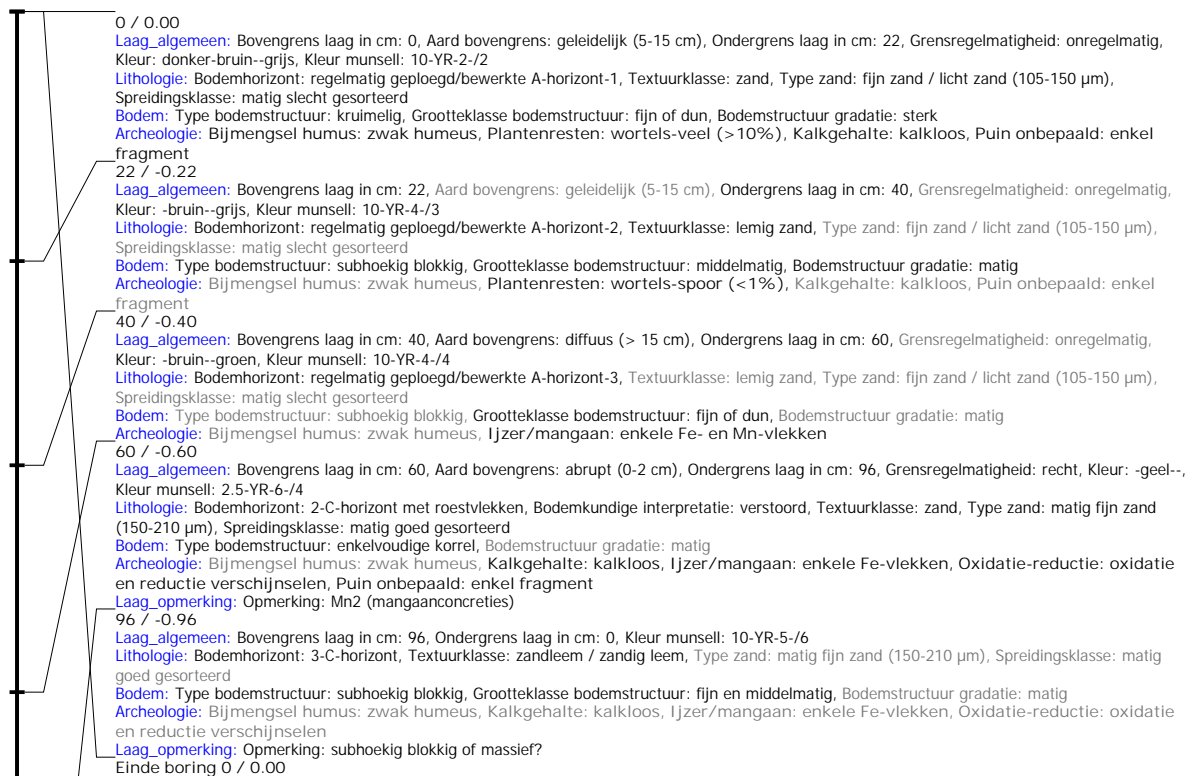 0 / 0.00
Laag_algemeen: Bovengrens laag in cm: 0, Aard bovengrens: geleidelijk (5-15 cm), Ondergrens laag in cm: 22, Grensregelmatigheid: onregelmatig,
Kleur: donker-bruin--grijs, Kleur munsell: 10-YR-2-/2
Lithologie: Bodemhorizont: regelmatig geploegd/bewerkte A-horizont-1, Textuurklasse: zand, Type zand: fijn zand / licht zand (105-150 µm),
Spreidingsklasse: matig slecht gesorteerd
Bodem: Type bodemstructuur: kruimelig, Grootteklasse bodemstructuur: fijn of dun, Bodemstructuur gradatie: sterk
Archeologie: Bijmengsel humus: zwak humeus, Plantenresten: wortels-veel (>10%), Kalkgehalte: kalkloos, Puin onbepaald: enkel
fragment
22 / -0.22
Laag_algemeen: Bovengrens laag in cm: 22, Aard bovengrens: geleidelijk (5-15 cm), Ondergrens laag in cm: 40, Grensregelmatigheid: onregelmatig,
Kleur: -bruin--grijs, Kleur munsell: 10-YR-4-/3
Lithologie: Bodemhorizont: regelmatig geploegd/bewerkte A-horizont-2, Textuurklasse: lemig zand, Type zand: fijn zand / licht zand (105-150 µm),
Spreidingsklasse: matig slecht gesorteerd
Bodem: Type bodemstructuur: subhoekig blokkig, Grootteklasse bodemstructuur: middelmatig, Bodemstructuur gradatie: matig
Archeologie: Bijmengsel humus: zwak humeus, Plantenresten: wortels-spoor (<1%), Kalkgehalte: kalkloos, Puin onbepaald: enkel
fragment
40 / -0.40
Laag_algemeen: Bovengrens laag in cm: 40, Aard bovengrens: diffuus (> 15 cm), Ondergrens laag in cm: 60, Grensregelmatigheid: onregelmatig,
Kleur: -bruin--groen, Kleur munsell: 10-YR-4-/4
Lithologie: Bodemhorizont: regelmatig geploegd/bewerkte A-horizont-3, Textuurklasse: lemig zand, Type zand: fijn zand / licht zand (105-150 µm),
Spreidingsklasse: matig slecht gesorteerd
Bodem: Type bodemstructuur: subhoekig blokkig, Grootteklasse bodemstructuur: fijn of dun, Bodemstructuur gradatie: matig
Archeologie: Bijmengsel humus: zwak humeus, Ijzer/mangaan: enkele Fe- en Mn-vlekken
60 / -0.60
Laag_algemeen: Bovengrens laag in cm: 60, Aard bovengrens: abrupt (0-2 cm), Ondergrens laag in cm: 96, Grensregelmatigheid: recht, Kleur: -geel--,
Kleur munsell: 2.5-YR-6-/4
Lithologie: Bodemhorizont: 2-C-horizont met roestvlekken, Bodemkundige interpretatie: verstoord, Textuurklasse: zand, Type zand: matig fijn zand
(150-210 µm), Spreidingsklasse: matig goed gesorteerd
Bodem: Type bodemstructuur: enkelvoudige korrel, Bodemstructuur gradatie: matig
Archeologie: Bijmengsel humus: zwak humeus, Kalkgehalte: kalkloos, Ijzer/mangaan: enkele Fe-vlekken, Oxidatie-reductie: oxidatie
en reductie verschijnselen, Puin onbepaald: enkel fragment
Laag_opmerking: Opmerking: Mn2 (mangaanconcreties)
96 / -0.96
Laag_algemeen: Bovengrens laag in cm: 96, Ondergrens laag in cm: 0, Kleur munsell: 10-YR-5-/6
Lithologie: Bodemhorizont: 3-C-horizont, Textuurklasse: zandleem / zandig leem, Type zand: matig fijn zand (150-210 µm), Spreidingsklasse: matig
goed gesorteerd
Bodem: Type bodemstructuur: subhoekig blokkig, Grootteklasse bodemstructuur: fijn en middelmatig, Bodemstructuur gradatie: matig
Archeologie: Bijmengsel humus: zwak humeus, Kalkgehalte: kalkloos, Ijzer/mangaan: enkele Fe-vlekken, Oxidatie-reductie: oxidatie
en reductie verschijnselen
Laag_opmerking: Opmerking: subhoekig blokkig of massief?
Einde boring 0 / 0.00